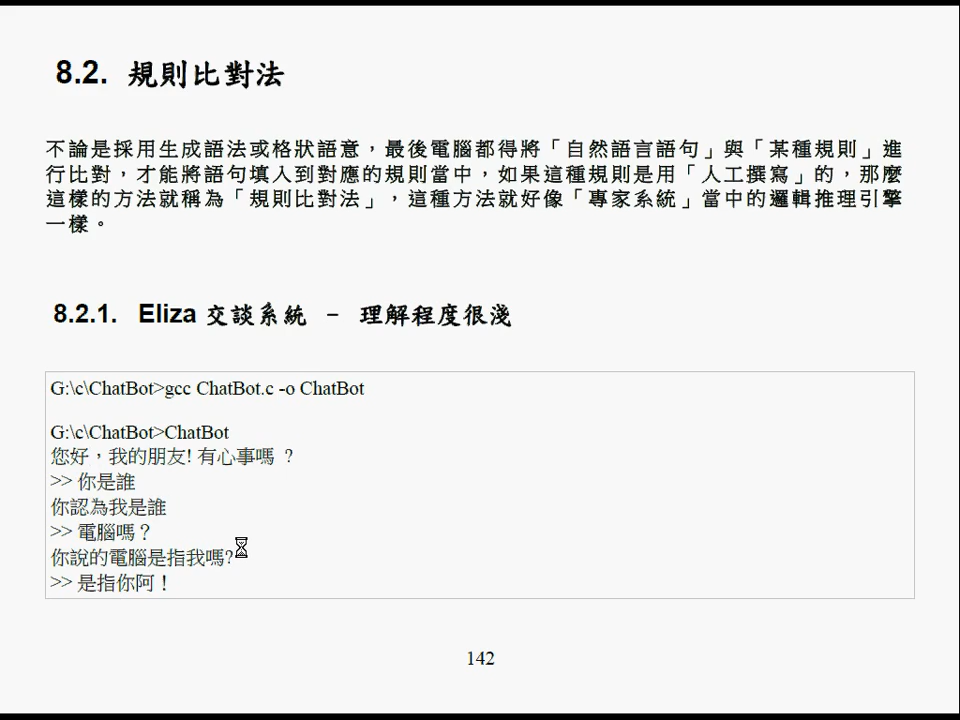 8.2. 規則比對法
不論是採用生成語法或格狀語意，最後電腦都得將「自然語言語句」與「某種規則」進
行比對，才能將語句填入到對應的規則當中，如果這種規則是用「人工撰寫」的，那麼
這樣的方法就稱為「規則比對法」，這種方法就好像「專家系統」當中的邏輯推理引擎
一樣。
8.2.1. Eliza 交談系統 – 理解程度很淺
G:\c\ChatBot>gcc ChatBot.c -o ChatBot
G:\c\ChatBot>ChatBot
您好，我的朋友! 有心事嗎 ?
>> 你是誰
你認為我是誰
>> 電腦嗎？
你說的電腦是指我嗎?
>> 是指你阿！
142